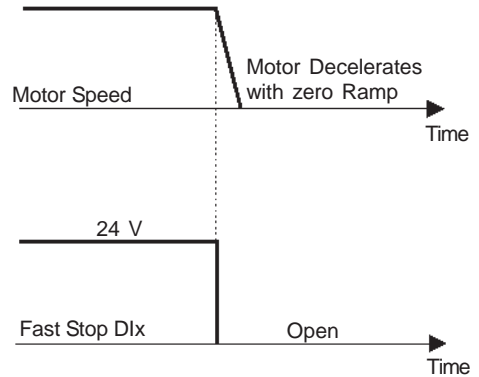 Motor Decelerates
Motor Speed
with zero Ramp
Time
24 V
Fast Stop DIx
Open
Time